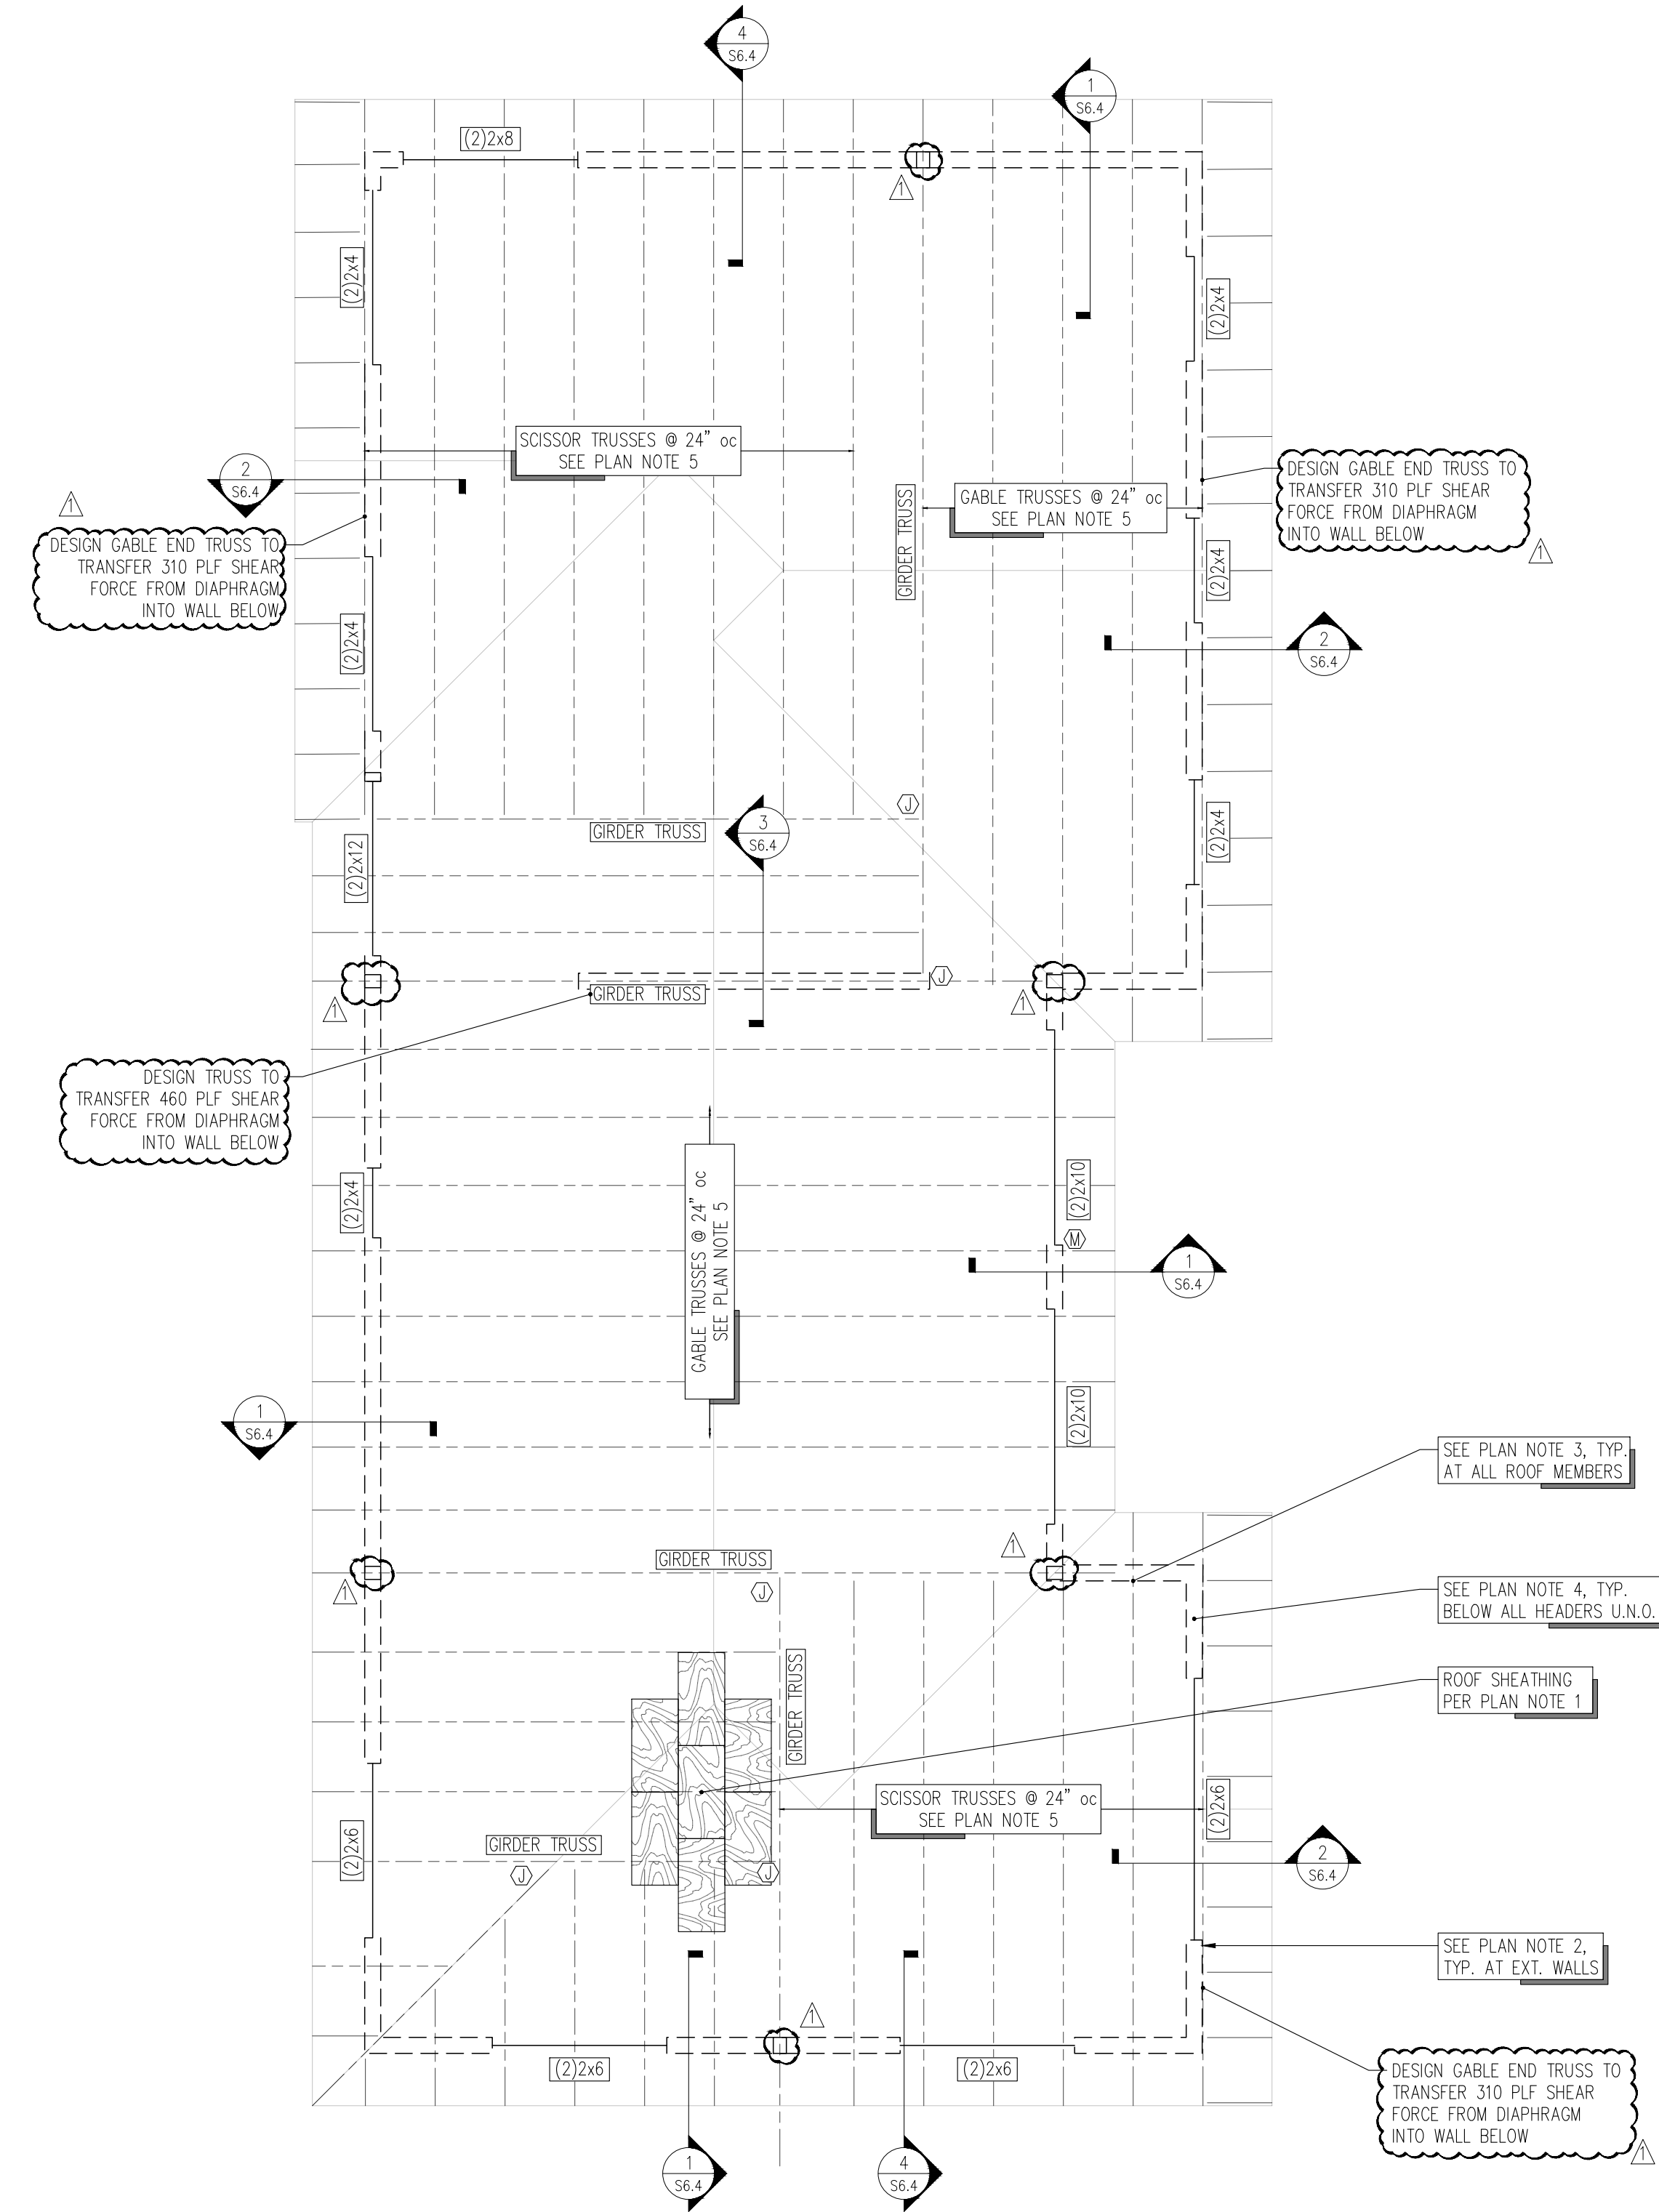 4
S6.4
1
S6.4
(2)2x8
1
(2)2x4
(2)2x4
SCISSOR TRUSSES @ 24" oc
SEE PLAN NOTE 5
2
S6.4
GIRDER TRUSS
GABLE TRUSSES @ 24" oc
SEE PLAN NOTE 5
DESIGN GABLE END TRUSS TO
TRANSFER 310 PLF SHEAR
FORCE FROM DIAPHRAGM
INTO WALL BELOW
1
1
DESIGN GABLE END TRUSS TO
TRANSFER 310 PLF SHEAR
FORCE FROM DIAPHRAGM
INTO WALL BELOW
(2)2x4
(2)2x4
2
S6.4
J
GIRDER TRUSS
3
S6.4
(2)2x4
(2)2x12
J
GIRDER TRUSS
1
1
DESIGN TRUSS TO
TRANSFER 460 PLF SHEAR
FORCE FROM DIAPHRAGM
INTO WALL BELOW
(2)2x4
GABLE TRUSSES @ 24" oc
SEE PLAN NOTE 5
(2)2x10
M
1
S6.4
1
S6.4
(2)2x10
SEE PLAN NOTE 3, TYP.
AT ALL ROOF MEMBERS
GIRDER TRUSS
1
1
J
SEE PLAN NOTE 4, TYP.
BELOW ALL HEADERS U.N.O.
GIRDER TRUSS
ROOF SHEATHING
PER PLAN NOTE 1
SCISSOR TRUSSES @ 24" oc
SEE PLAN NOTE 5
(2)2x6
(2)2x6
GIRDER TRUSS
J
J
2
S6.4
SEE PLAN NOTE 2,
TYP. AT EXT. WALLS
1
(2)2x6
(2)2x6
DESIGN GABLE END TRUSS TO
TRANSFER 310 PLF SHEAR
FORCE FROM DIAPHRAGM
INTO WALL BELOW
1
1
S6.4
4
S6.4